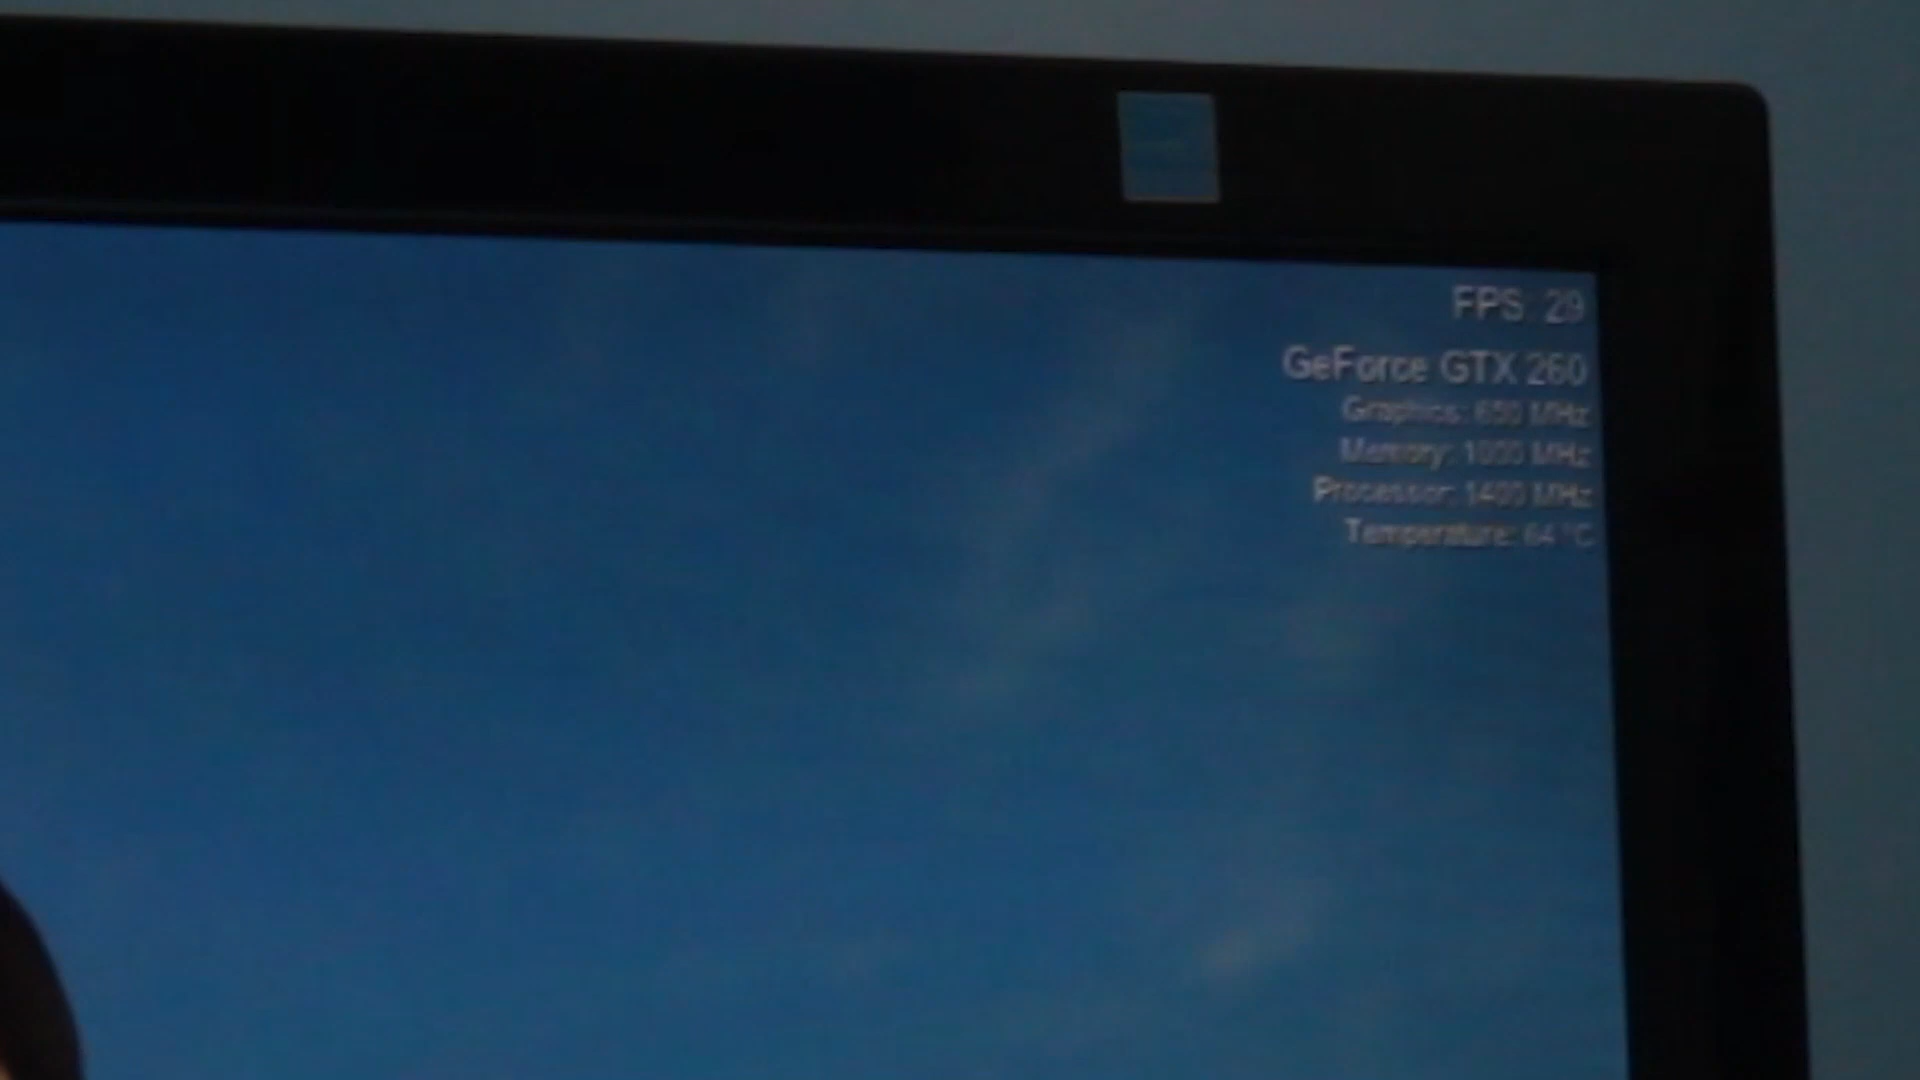 FPS: 29
GeForce GTX 260
Graphics: 650 MHz
Memory: 1000 MHz
Processor: 1400 MHz
Temperature: 64 °C